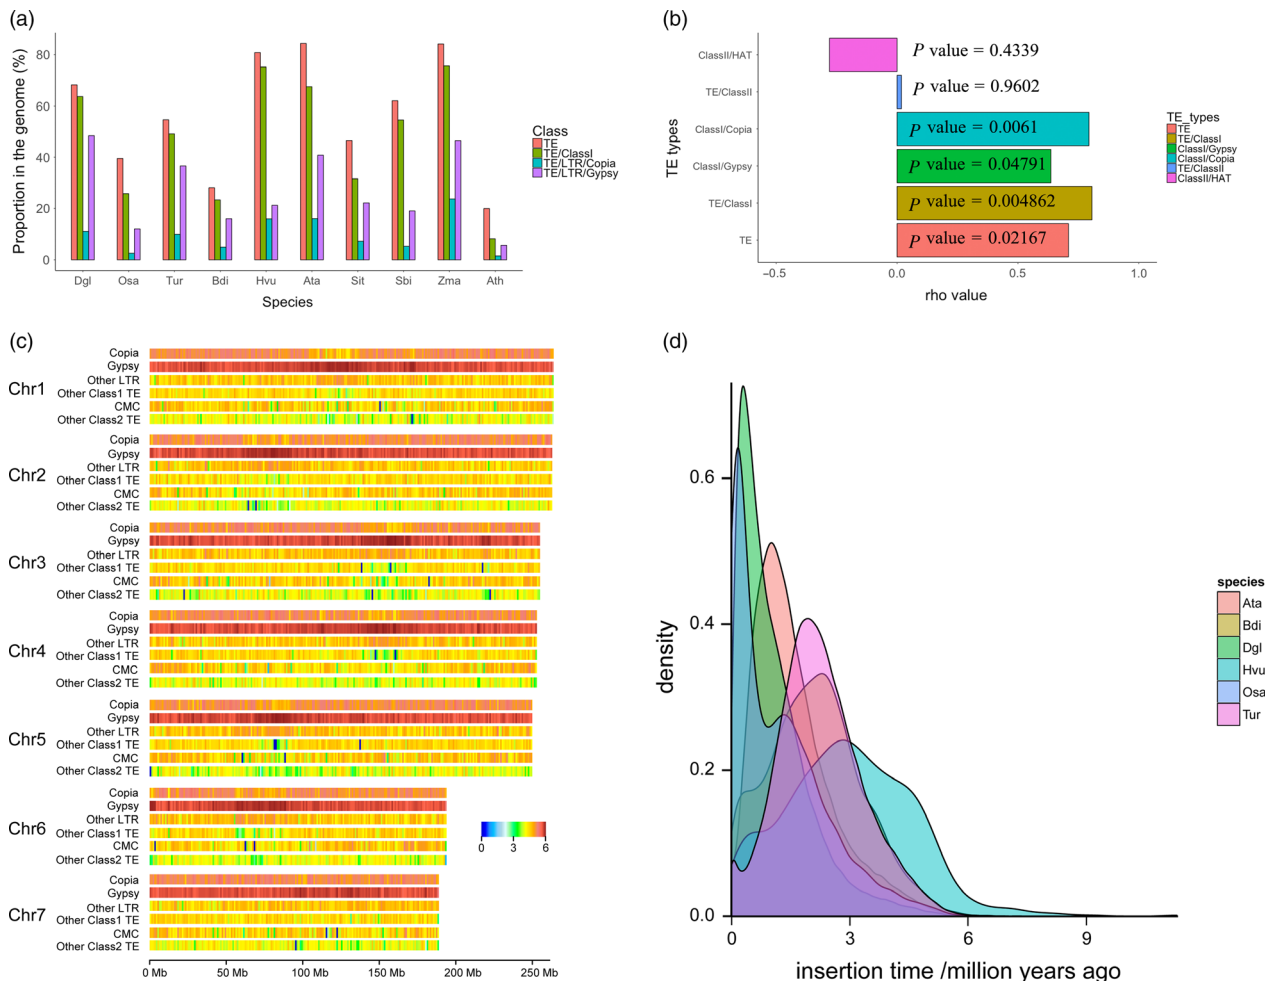 (a)
Proportion in the genome (%)
80
60
40
20
0
Dgl Osa Tur Bdi Hvu Ata Sit Sbi Zma Ath
Species
Class
TE
TE/ClassI
TE/LTR/Copia
TE/LTR/Gypsy
(b)
TE types
ClassII/HAT P value = 0.4339
TE/ClassII P value = 0.9602
ClassI/Copia P value = 0.0061
ClassI/Gypsy P value = 0.04791
TE/ClassI P value = 0.004862
TE P value = 0.02167
−0.5 0.0 0.5 1.0
rho value
TE_types
TE
TE/ClassI
ClassI/Gypsy
ClassI/Copia
TE/ClassII
ClassII/HAT
(c)
Chr1
Copia
Gypsy
Other LTR
Other Class1 TE
CMC
Other Class2 TE
Chr2
Copia
Gypsy
Other LTR
Other Class1 TE
CMC
Other Class2 TE
Chr3
Copia
Gypsy
Other LTR
Other Class1 TE
CMC
Other Class2 TE
Chr4
Copia
Gypsy
Other LTR
Other Class1 TE
CMC
Other Class2 TE
Chr5
Copia
Gypsy
Other LTR
Other Class1 TE
CMC
Other Class2 TE
Chr6
Copia
Gypsy
Other LTR
Other Class1 TE
CMC
Other Class2 TE
Chr7
Copia
Gypsy
Other LTR
Other Class1 TE
CMC
Other Class2 TE
0 3 6
0 Mb 50 Mb 100 Mb 150 Mb 200 Mb 250 Mb
(d)
density
0.6
0.4
0.2
0.0
0 3 6 9
insertion time /million years ago
species
Ata
Bdi
Dgl
Hvu
Osa
Tur